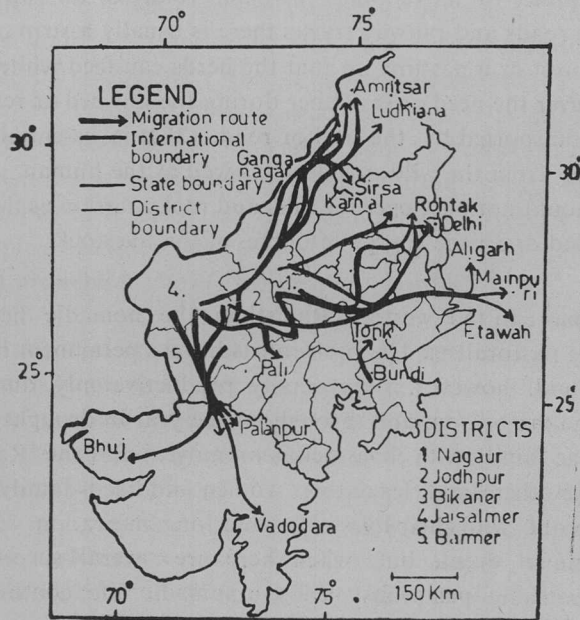 70°
75°
LEGEND
Migration route
International
boundary
State boundary
District
boundary
30°
30°
Amritsar
Ludhiana
Ganga
nagar
Sirsa
Karnal
Rohtak
Delhi
Aligarh
Mainpu
ri
Etawah
3
1
2
4
5
Tonk
Bundi
Pali
Palanpur
Bhuj
Vadodara
25
25°
DISTRICTS
1 Nagaur
2 Jodhpur
3 Bikaner
4 Jaisalmer
5 Barmer
150 Km
70°
75°